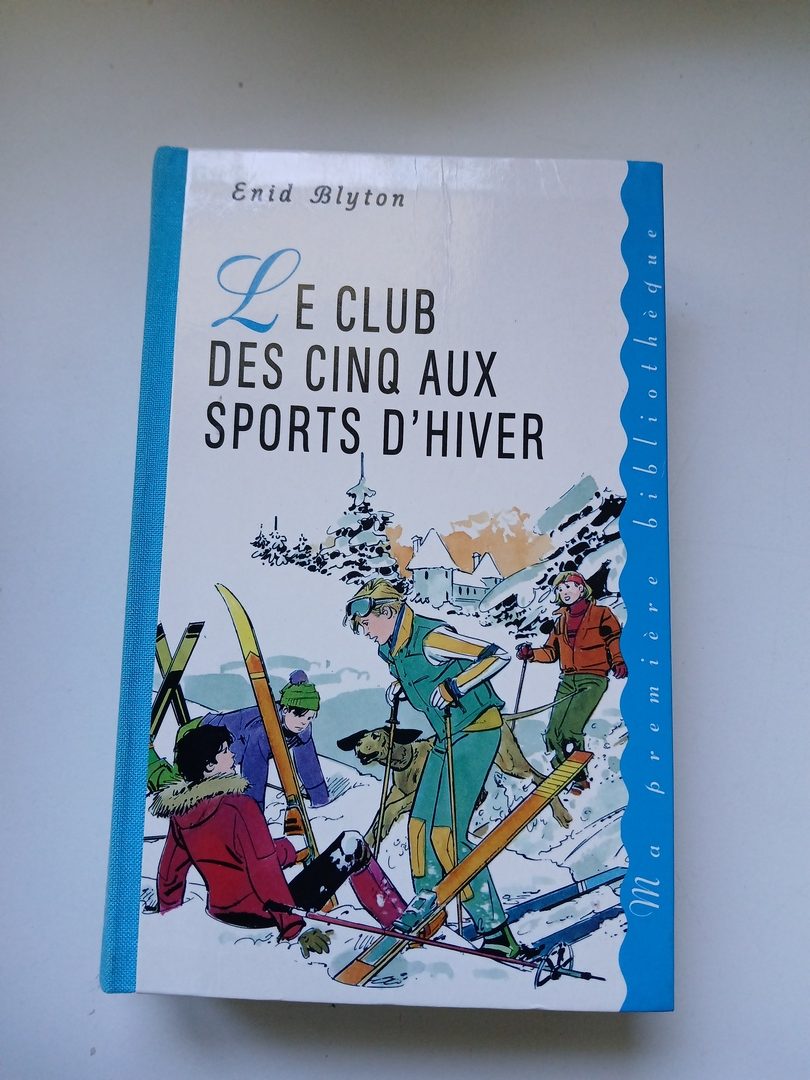 Enid Blyton
LE CLUB
DES CINQ AUX
SPORTS D'HIVER
Ma première bibliothèque